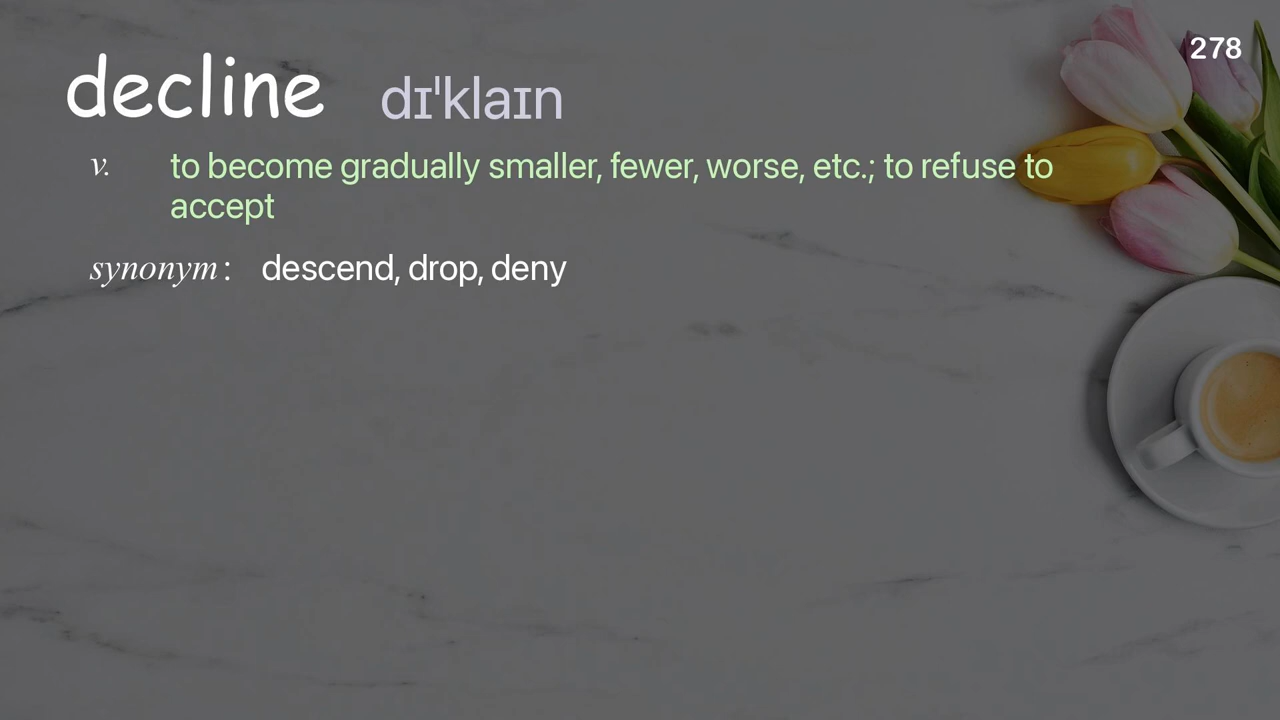 278
decline dɪˈklaɪn
v. to become gradually smaller, fewer, worse, etc.; to refuse to
accept
synonym: descend, drop, deny